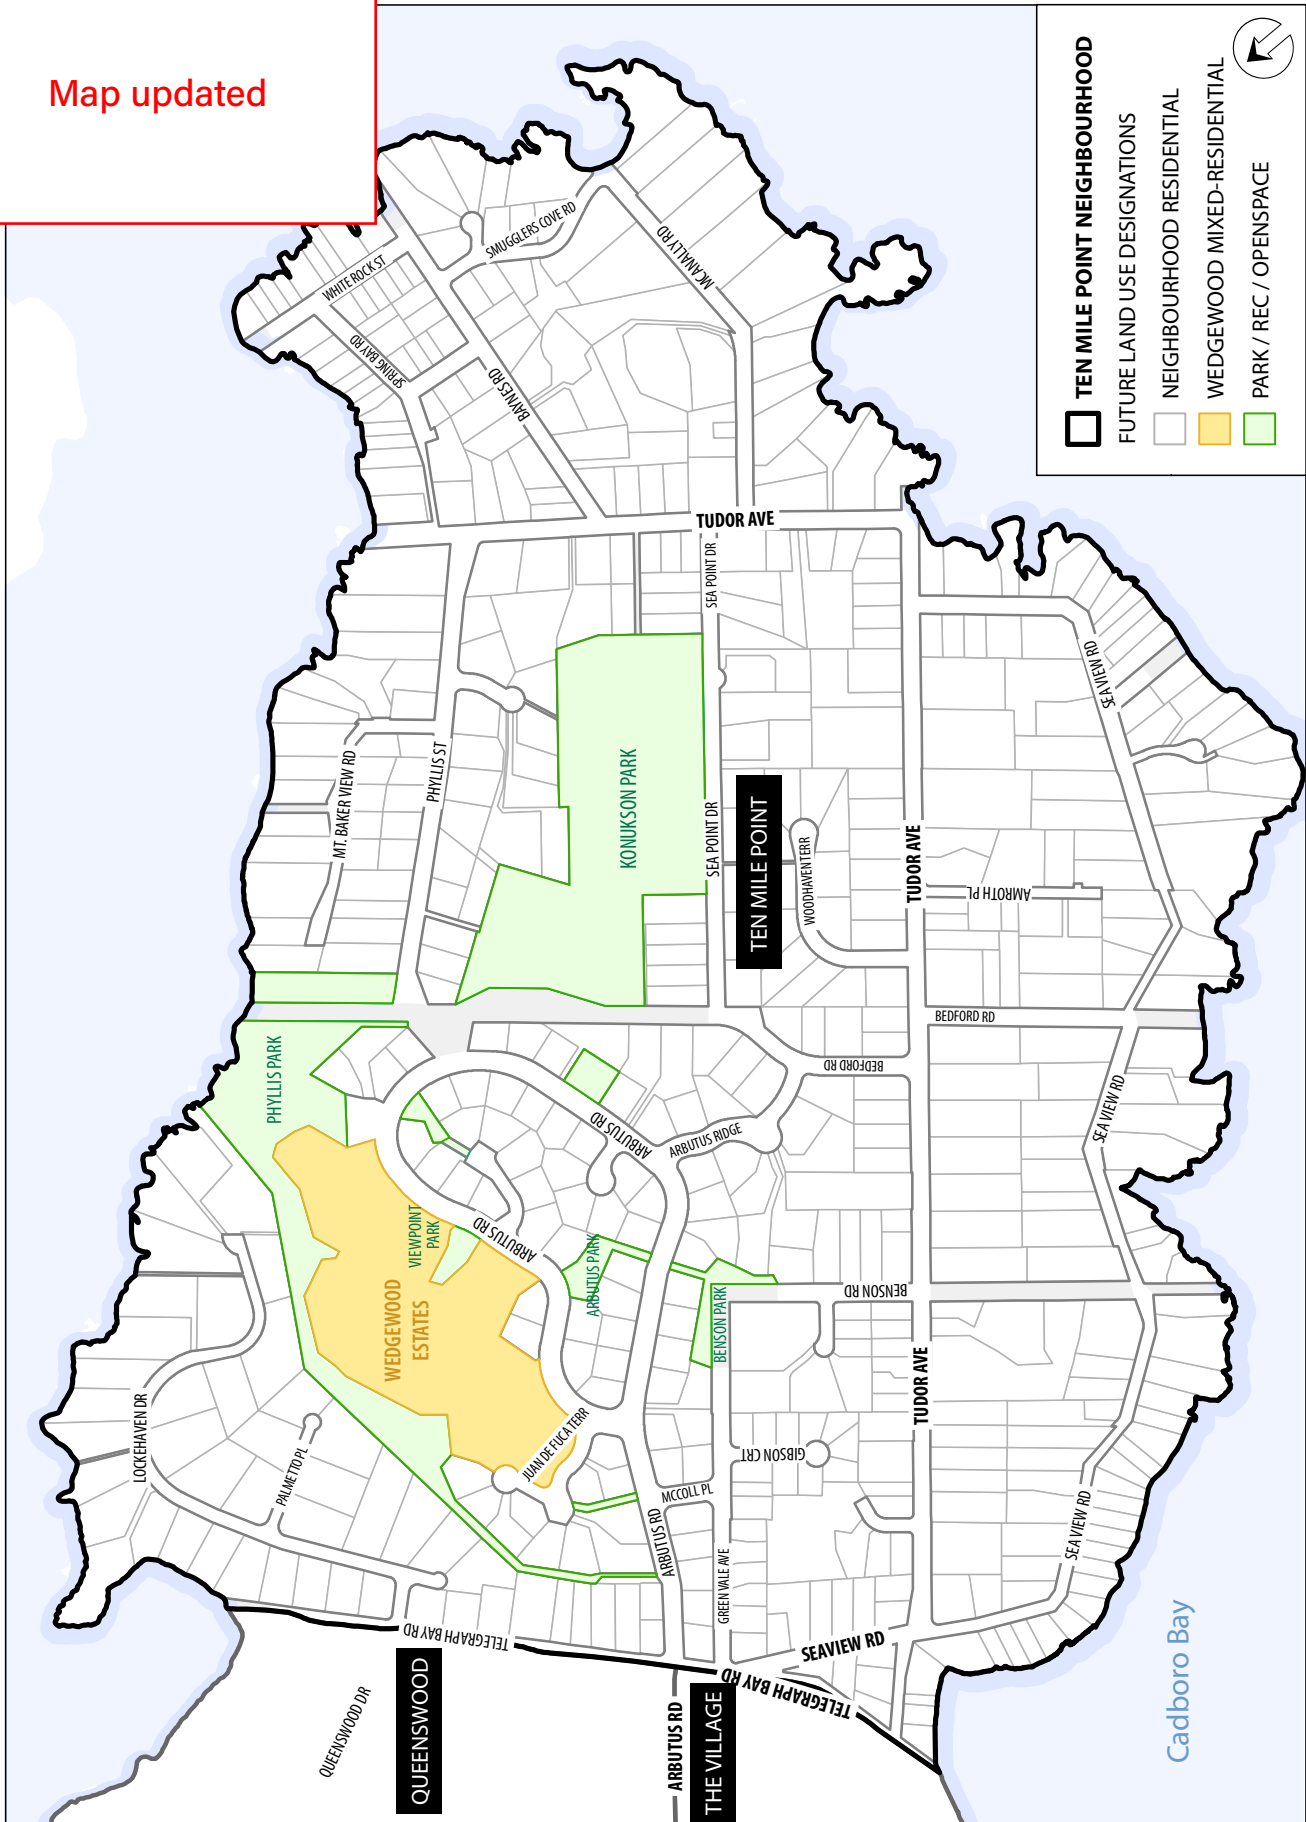 Map updated
TEN MILE POINT NEIGHBOURHOOD
FUTURE LAND USE DESIGNATIONS
NEIGHBOURHOOD RESIDENTIAL
WEDGEWOOD MIXED-RESIDENTIAL
PARK / REC / OPENSPACE
WHITE ROCK ST
SMUGGLERS COVE RD
MCANALLY RD
SPRING BAY RD
BAYNES RD
TUDOR AVE
SEA POINT DR
SEA VIEW RD
MT. BAKER VIEW RD
PHYLLIS ST
KONUKSON PARK
SEA POINT DR
TEN MILE POINT
WOODHAVEN TERR
TUDOR AVE
AMROTH PL
BEDFORD RD
BEDFORD RD
PHYLLIS PARK
ARBUTUS RD
ARBUTUS RIDGE
SEA VIEW RD
VIEWPOINT
PARK
ARBUTUS RD
ARBUTUS PARK
BENSON PARK
BENSON RD
WEDGEWOOD
ESTATES
TUDOR AVE
LOCKEHAVEN DR
PALMETTO PL
JUAN DE FUCA TERR
GIBSON CRT
MCCOLL PL
ARBUTUS RD
GREEN VALE AVE
SEA VIEW RD
TELEGRAPH BAY RD
SEAVIEW RD
TELEGRAPH BAY RD
QUEENSWOOD DR
QUEENSWOOD
ARBUTUS RD
THE VILLAGE
Cadboro Bay